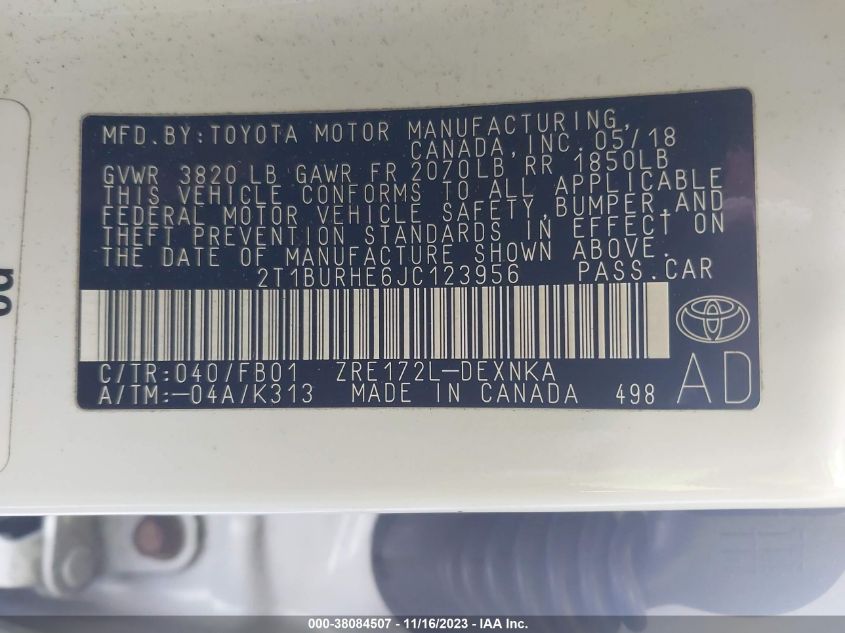 MFD.BY:TOYOTA MOTOR MANUFACTURING,
CANADA,INC.05/18
GVWR 3820 LB GAWR FR 2070LB RR 1850LB
THIS VEHICLE CONFORMS TO ALL APPLICABLE
FEDERAL MOTOR VEHICLE SAFETY,BUMPER,AND
THEFT PREVENTION STANDARDS IN EFFECT ON
THE DATE OF MANUFACTURE SHOWN ABOVE.
2T1BURHE6JC123956 PASS.CAR
C/TR:040/FB01 ZRE172L-DEXNKA
A/TM:-04A/K313 MADE IN CANADA 498
AD
000-38084507 - 11/16/2023 - IAA Inc.